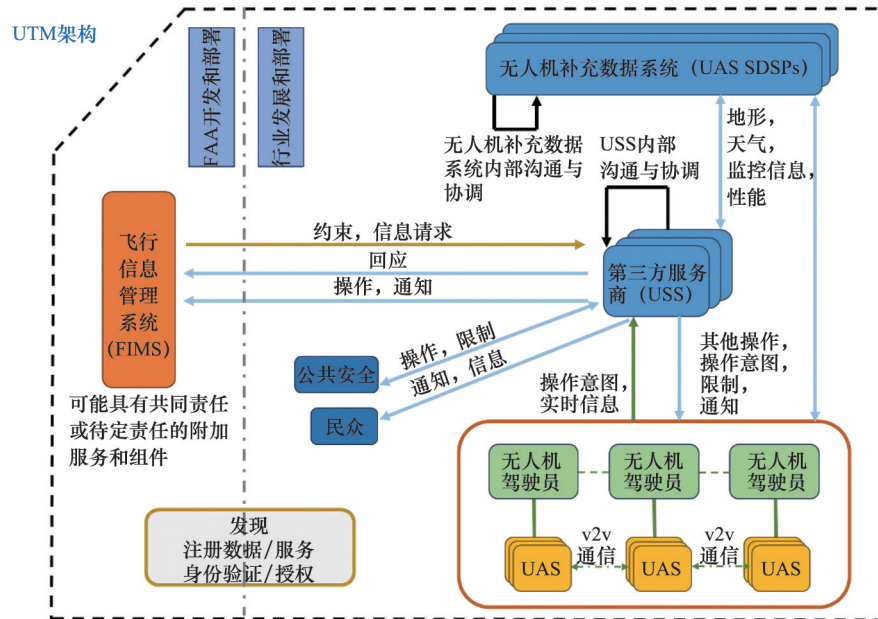 UTM架构
FAA开发和部署
行业发展和部署
无人机补充数据系统（UAS SDSPs）
无人机补充数据
系统内部沟通与
协调
USS内部
沟通与协调
地形，
天气，
监控信息，
性能
飞行
信息
管理
系统
(FIMS)
约束，信息请求
回应
操作，通知
第三方服务
商（USS）
操作，限制
通知，信息
公共安全
民众
操作意图，
实时信息
其他操作，
操作意图，
限制，
通知
可能具有共同责任
或待定责任的附加
服务和组件
无人机
驾驶员
无人机
驾驶员
无人机
驾驶员
v2v
通信
v2v
通信
UAS
UAS
UAS
发现
注册数据/服务
身份验证/授权